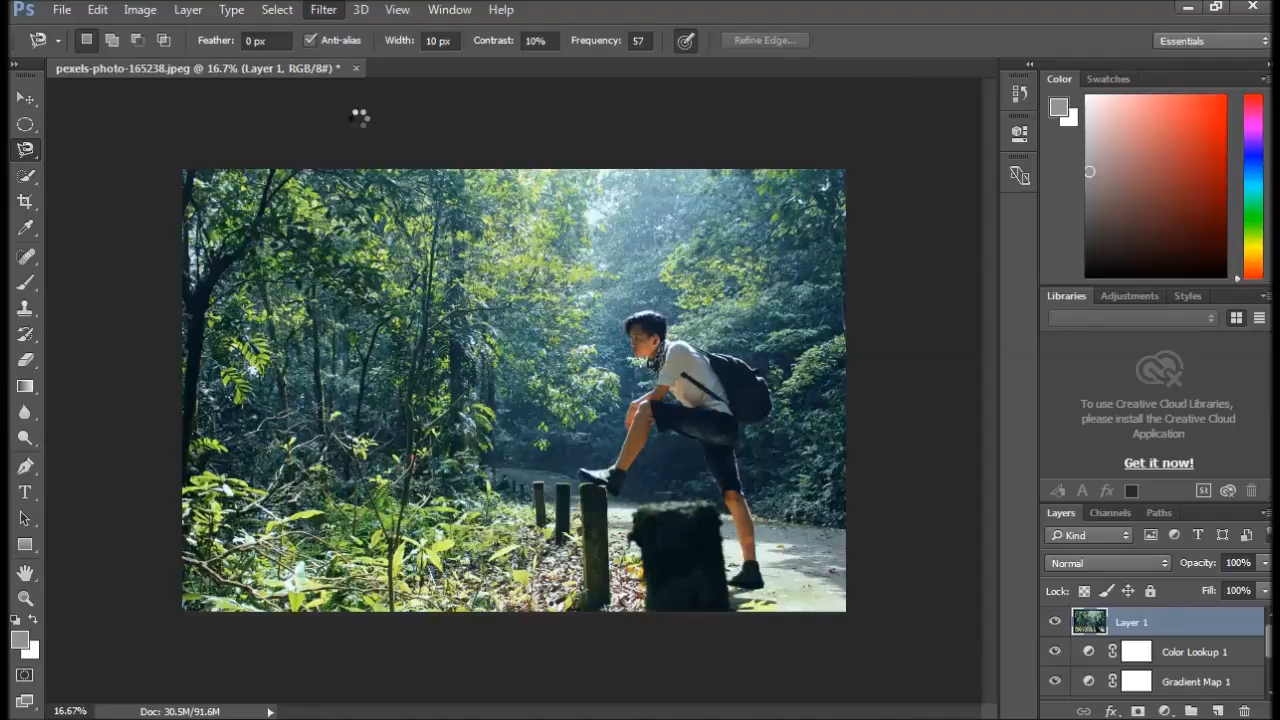 Ps File Edit Image Layer Type Select Filter 3D View Window Help
Feather: 0 px Anti-alias Width: 10 px Contrast: 10% Frequency: 57 Refine Edge... Essentials
pexels-photo-165238.jpeg @ 16.7% (Layer 1, RGB/8#) * ×
Color Swatches
Libraries Adjustments Styles
To use Creative Cloud Libraries,
please install the Creative Cloud
Application
Get it now!
Layers Channels Paths
Kind
Normal Opacity: 100%
Lock: Fill: 100%
Layer 1
Color Lookup 1
Gradient Map 1
16.67% Doc: 30.5M/91.6M